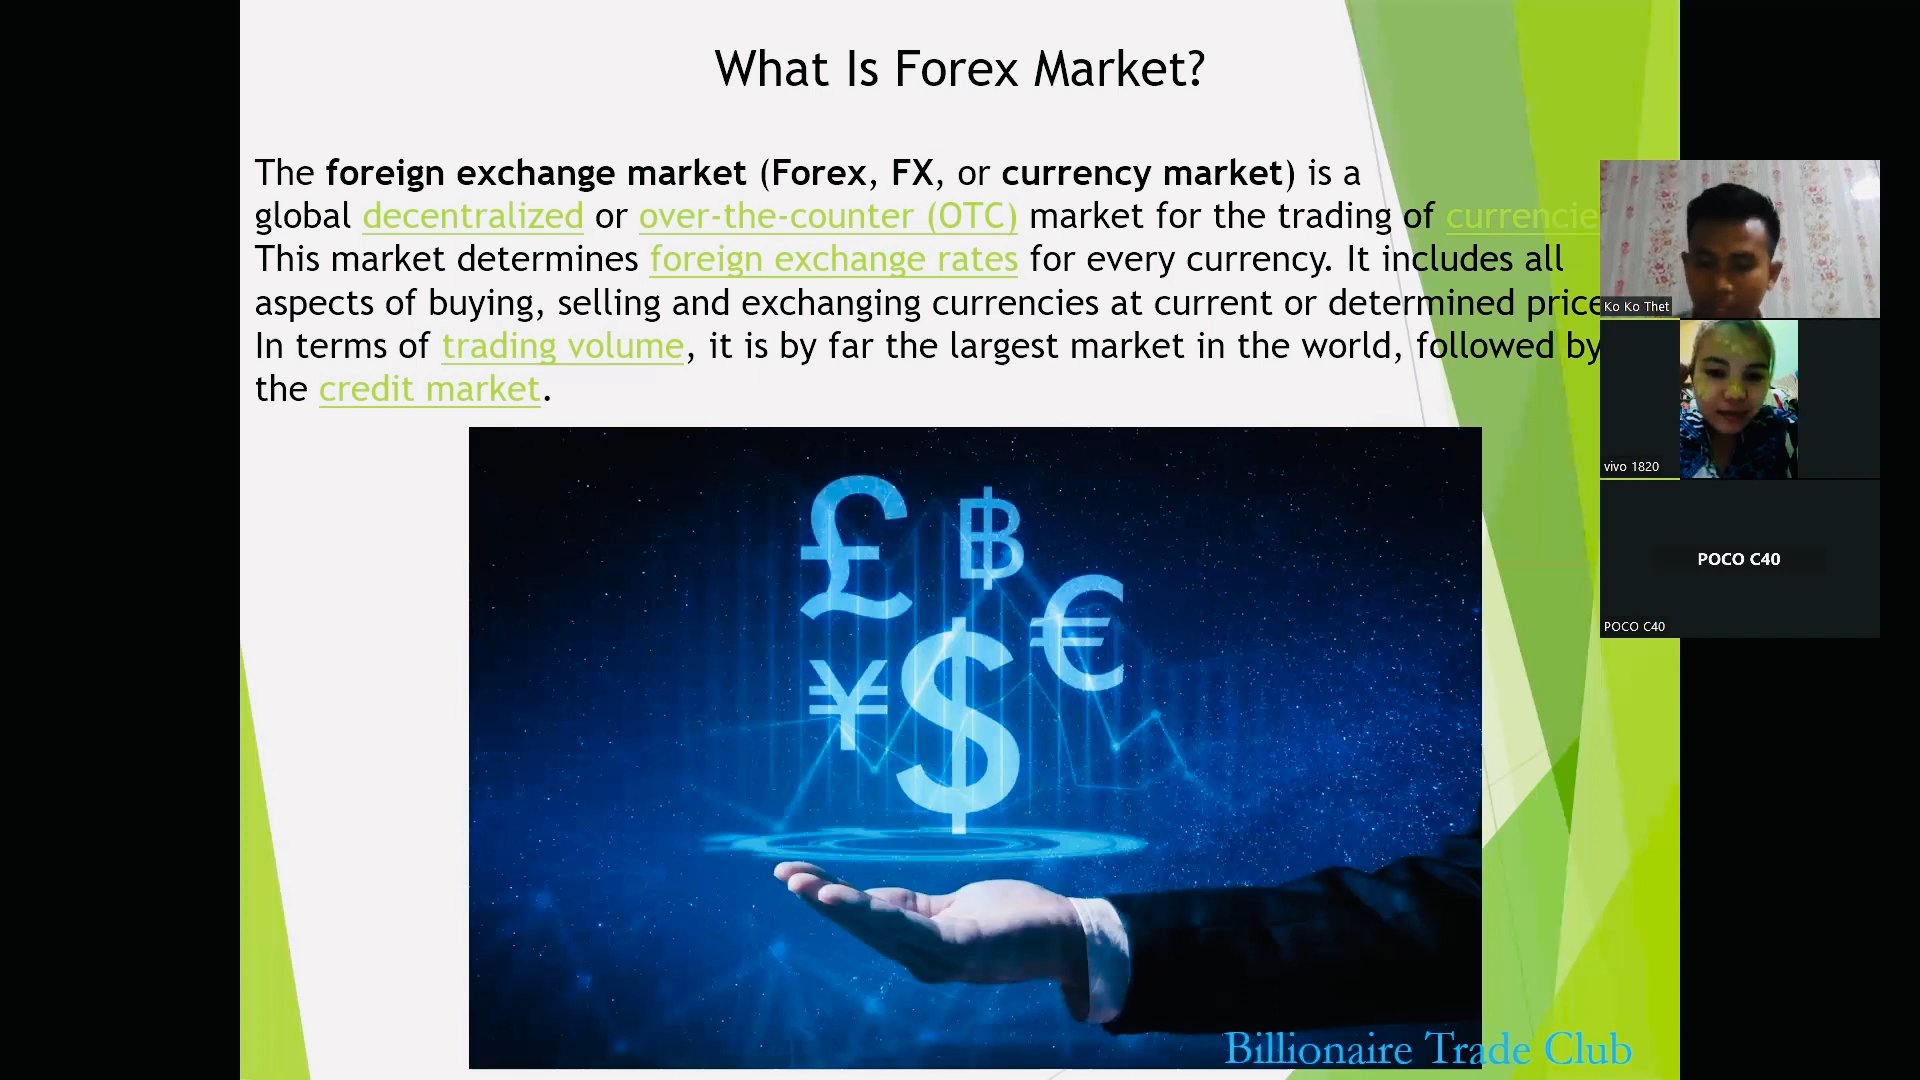 What Is Forex Market?
The foreign exchange market (Forex, FX, or currency market) is a
global decentralized or over-the-counter (OTC) market for the trading of currencie
This market determines foreign exchange rates for every currency. It includes all
aspects of buying, selling and exchanging currencies at current or determined price
In terms of trading volume, it is by far the largest market in the world, followed by
the credit market.
Ko Ko Thet
vivo 1820
POCO C40
POCO C40
£
฿
€
¥
$
Billionaire Trade Club